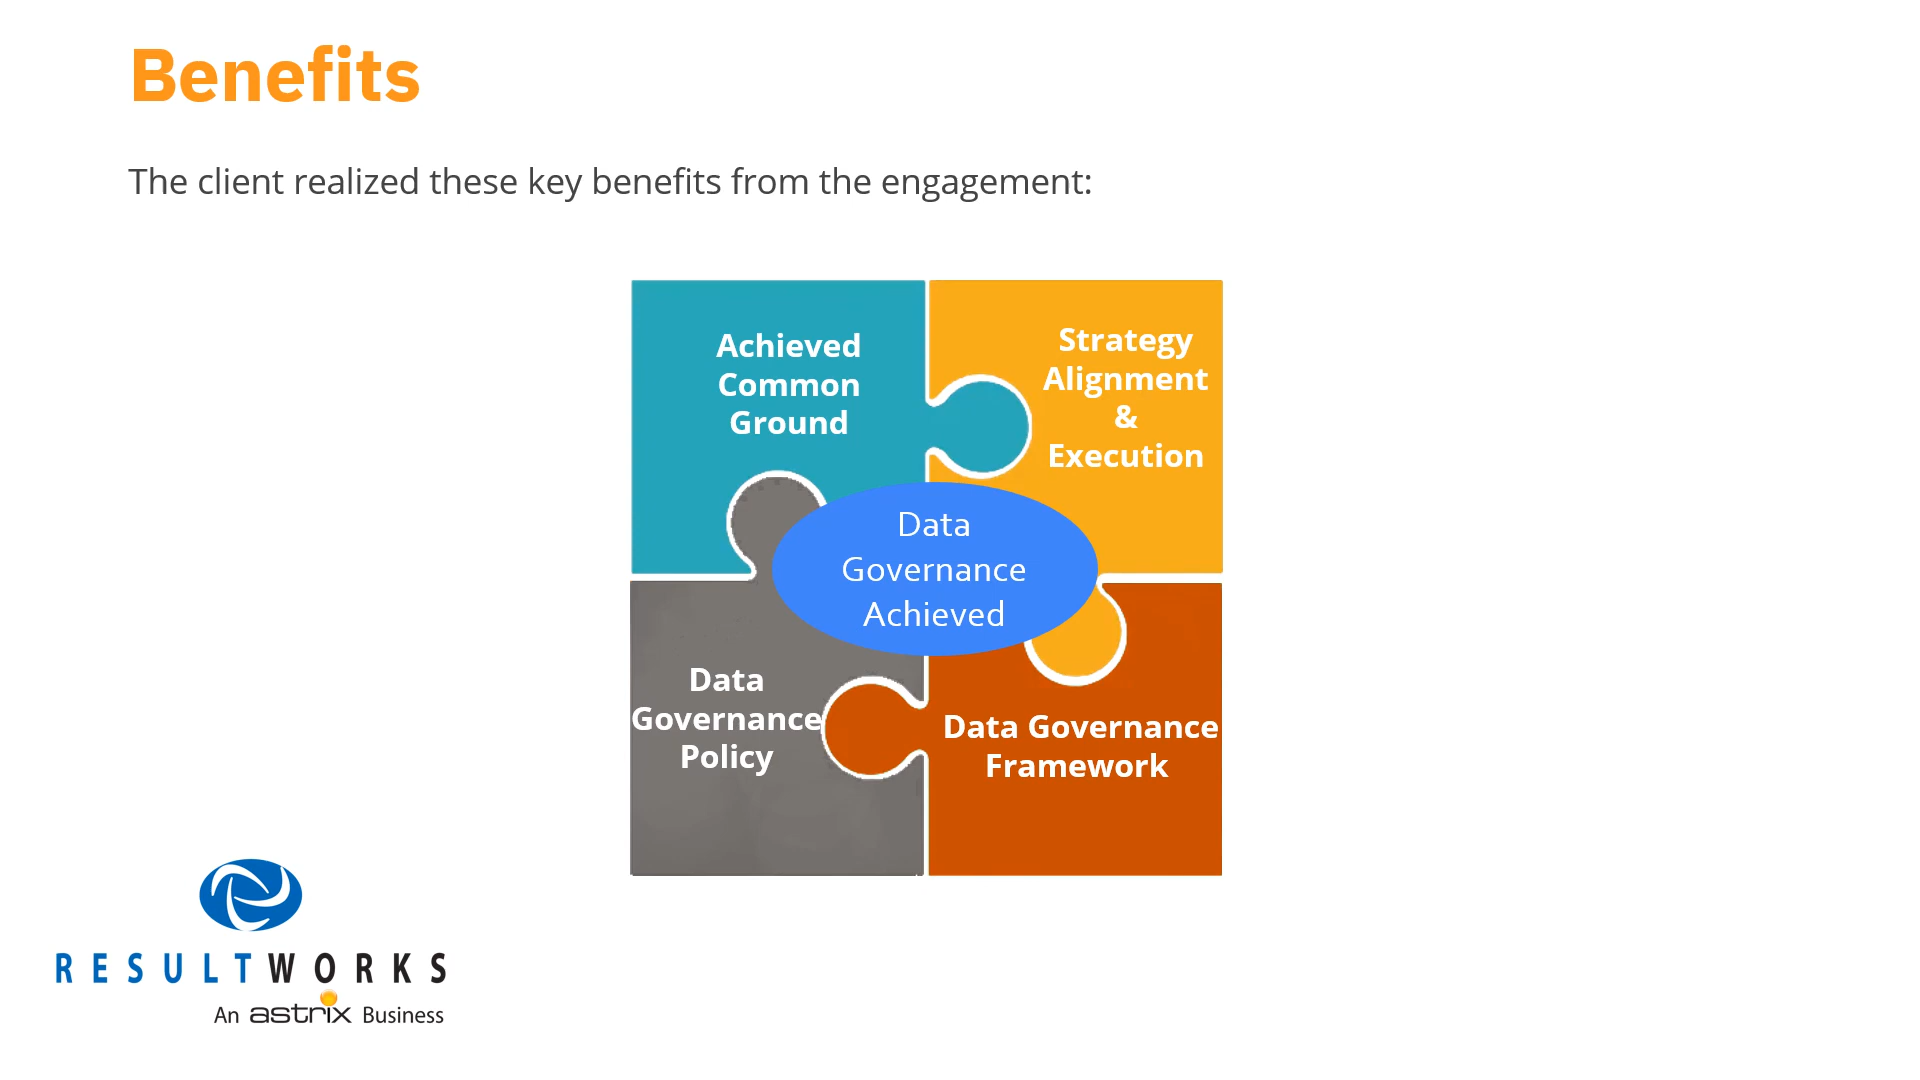 Benefits
The client realized these key benefits from the engagement:
Achieved
Common
Ground
Strategy
Alignment
&
Execution
Data
Governance
Achieved
Data
Governance
Policy
Data Governance
Framework
RESULTWORKS
An astrix Business